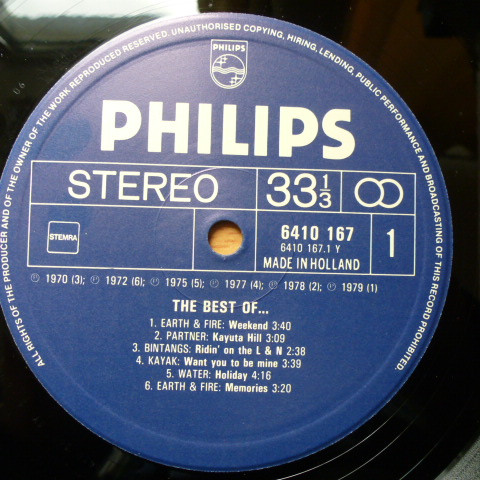 ALL RIGHTS OF THE PRODUCER AND OF THE OWNER OF THE WORK REPRODUCED RESERVED. UNAUTHORISED COPYING, HIRING, LENDING, PUBLIC PERFORMANCE AND BROADCASTING OF THIS RECORD PROHIBITED.
PHILIPS
PHILIPS
STEREO 33 1/3
STEMRA
6410 167
6410 167.1 Y
MADE IN HOLLAND
1
℗ 1970 (3); ℗ 1972 (6); ℗ 1975 (5); ℗ 1977 (4); ℗ 1978 (2); ℗ 1979 (1)
THE BEST OF...
1. EARTH & FIRE: Weekend 3:40
2. PARTNER: Kayuta Hill 3:09
3. BINTANGS: Ridin' on the L & N 2:38
4. KAYAK: Want you to be mine 3:39
5. WATER: Holiday 4:16
6. EARTH & FIRE: Memories 3:20